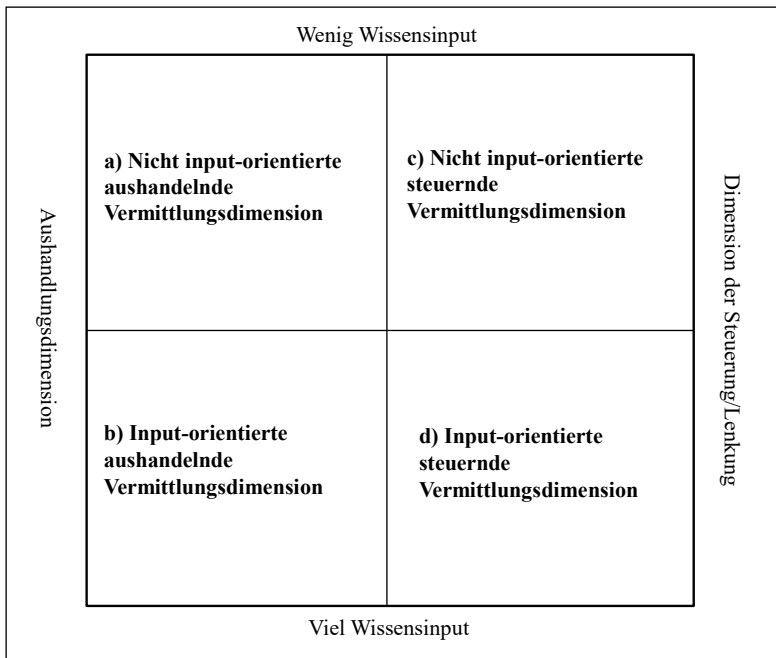 Wenig Wissensinput
a) Nicht input-orientierte
aushandelnde
Vermittlungsdimension
c) Nicht input-orientierte
steuernde
Vermittlungsdimension
Aushandlungsdimension
Dimension der Steuerung/Lenkung
b) Input-orientierte
aushandelnde
Vermittlungsdimension
d) Input-orientierte
steuernde
Vermittlungsdimension
Viel Wissensinput